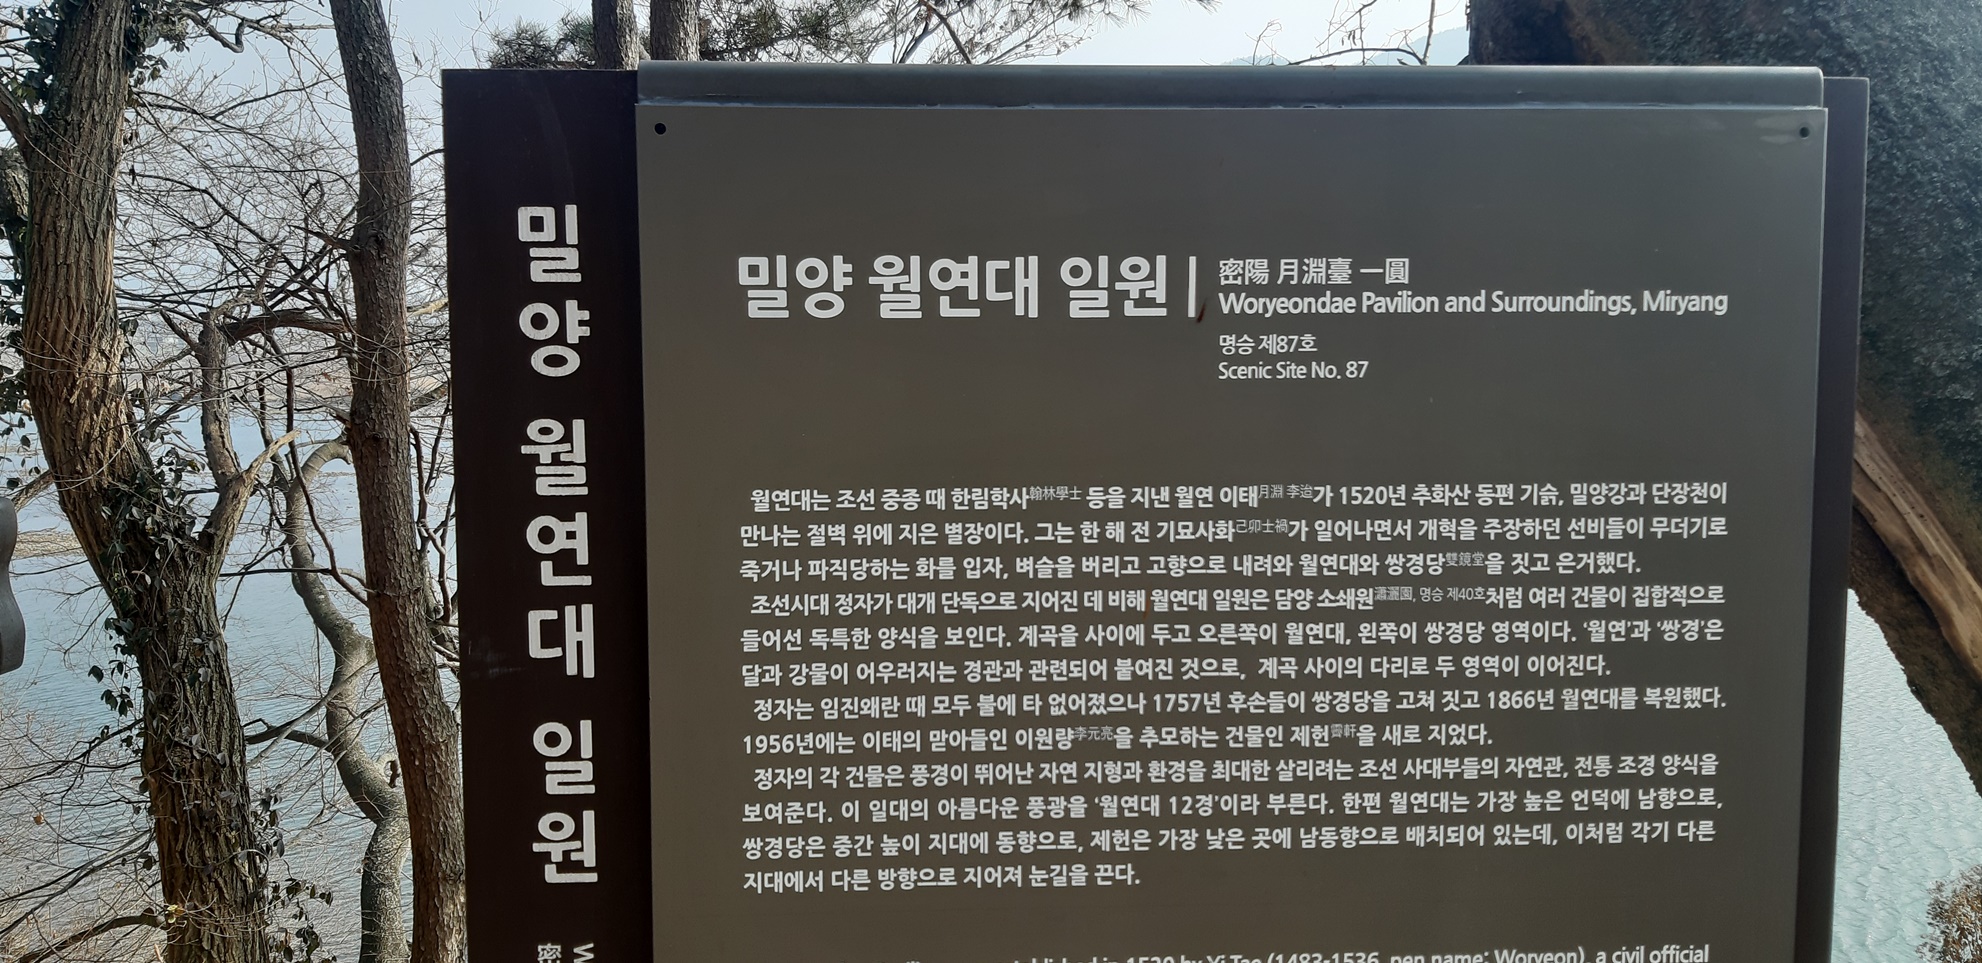 밀양 월연대 일원
密
W
밀양 월연대 일원 |
密陽 月淵臺 一圓
Woryeondae Pavilion and Surroundings, Miryang
명승 제87호
Scenic Site No. 87
월연대는 조선 중종 때 한림학사翰林學士 등을 지낸 월연 이태月淵 李迨가 1520년 추화산 동편 기슭, 밀양강과 단장천이
만나는 절벽 위에 지은 별장이다. 그는 한 해 전 기묘사화己卯士禍가 일어나면서 개혁을 주장하던 선비들이 무더기로
죽거나 파직당하는 화를 입자, 벼슬을 버리고 고향으로 내려와 월연대와 쌍경당雙鏡堂을 짓고 은거했다.
조선시대 정자가 대개 단독으로 지어진 데 비해 월연대 일원은 담양 소쇄원瀟灑園, 명승 제40호처럼 여러 건물이 집합적으로
들어선 독특한 양식을 보인다. 계곡을 사이에 두고 오른쪽이 월연대, 왼쪽이 쌍경당 영역이다. ‘월연’과 ‘쌍경’은
달과 강물이 어우러지는 경관과 관련되어 붙여진 것으로, 계곡 사이의 다리로 두 영역이 이어진다.
정자는 임진왜란 때 모두 불에 타 없어졌으나 1757년 후손들이 쌍경당을 고쳐 짓고 1866년 월연대를 복원했다.
1956년에는 이태의 맏아들인 이원량李元亮을 추모하는 건물인 제헌霽軒을 새로 지었다.
정자의 각 건물은 풍경이 뛰어난 자연 지형과 환경을 최대한 살리려는 조선 사대부들의 자연관, 전통 조경 양식을
보여준다. 이 일대의 아름다운 풍광을 ‘월연대 12경’이라 부른다. 한편 월연대는 가장 높은 언덕에 남향으로,
쌍경당은 중간 높이 지대에 동향으로, 제헌은 가장 낮은 곳에 남동향으로 배치되어 있는데, 이처럼 각기 다른
지대에서 다른 방향으로 지어져 눈길을 끈다.
in 1520 by Yi Tae (1483-1536, pen name: Woryeon), a civil official